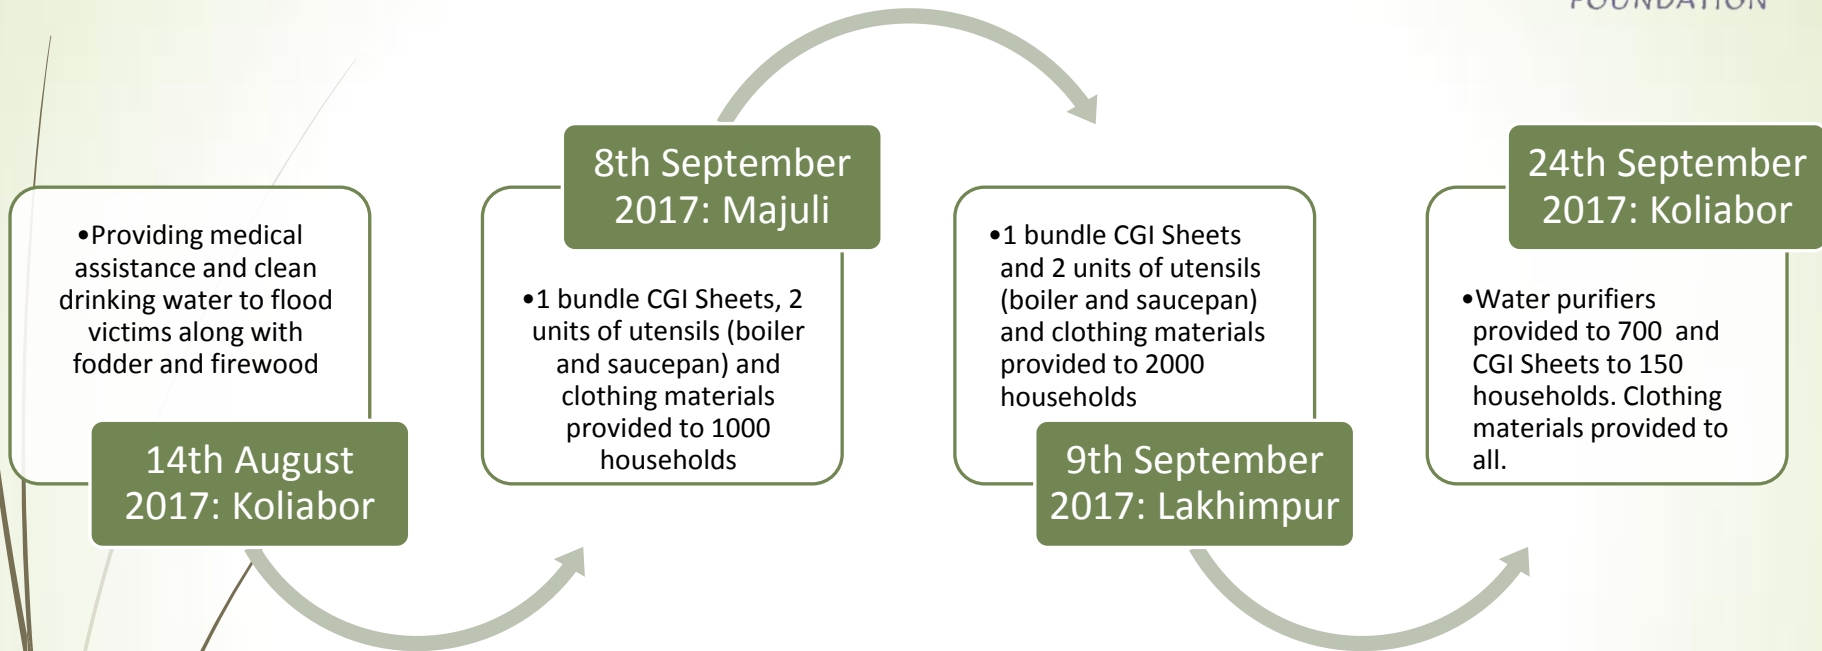 FOUNDATION
•Providing medical
assistance and clean
drinking water to flood
victims along with
fodder and firewood
14th August
2017: Koliabor
8th September
2017: Majuli
•1 bundle CGI Sheets, 2
units of utensils (boiler
and saucepan) and
clothing materials
provided to 1000
households
•1 bundle CGI Sheets
and 2 units of utensils
(boiler and saucepan)
and clothing materials
provided to 2000
households
9th September
2017: Lakhimpur
24th September
2017: Koliabor
•Water purifiers
provided to 700 and
CGI Sheets to 150
households. Clothing
materials provided to
all.